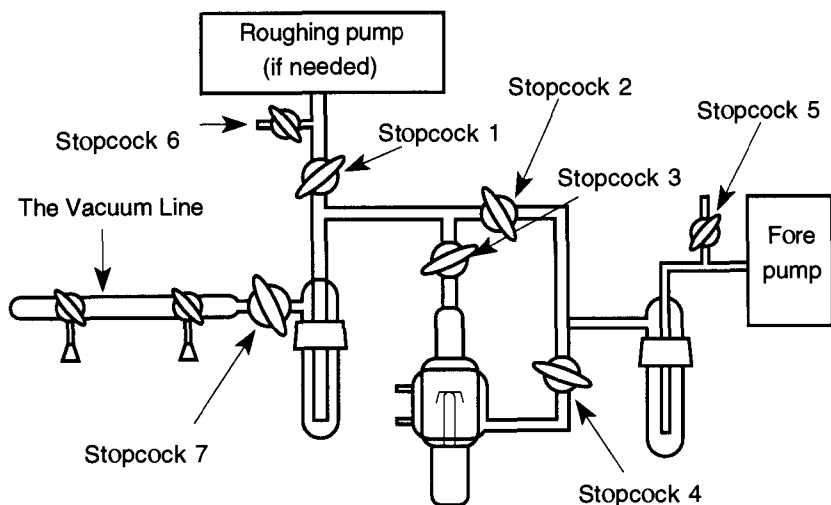 Roughing pump
(if needed)
Stopcock 6
Stopcock 1
Stopcock 2
Stopcock 3
Stopcock 5
The Vacuum Line
Fore
pump
Stopcock 7
Stopcock 4